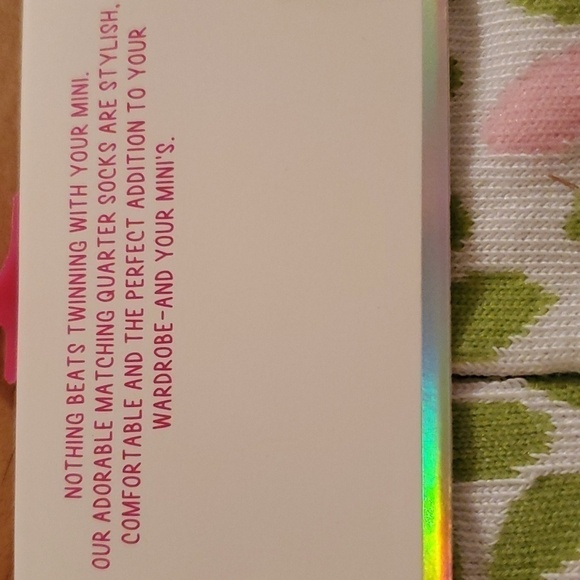 NOTHING BEATS TWINNING WITH YOUR MINI.
OUR ADORABLE MATCHING QUARTER SOCKS ARE STYLISH,
COMFORTABLE AND THE PERFECT ADDITION TO YOUR
WARDROBE-AND YOUR MINI'S.